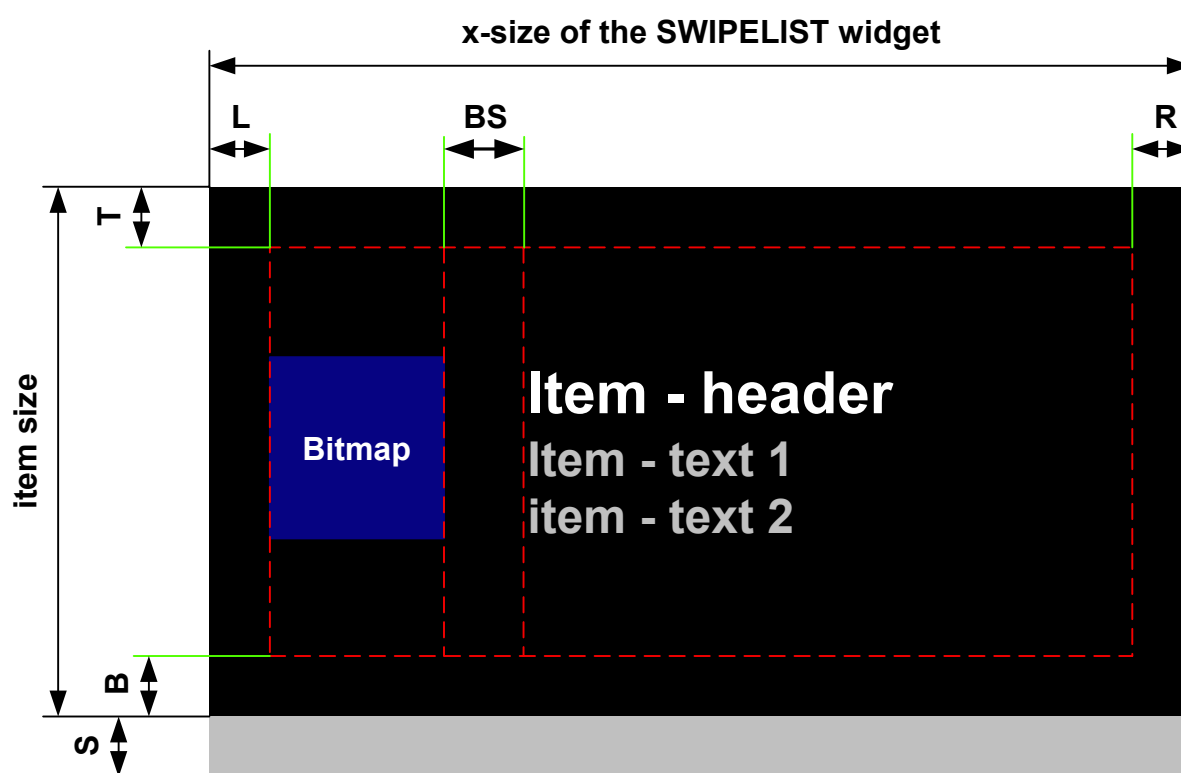 x-size of the SWIPELIST widget
L
BS
R
T
item size
Bitmap
Item - header
Item - text 1
item - text 2
B
S